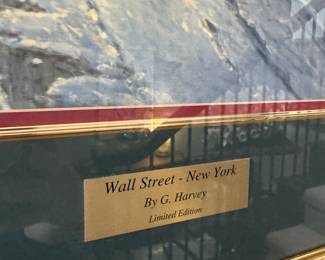 Wall Street - New York
By G. Harvey
Limited Edition